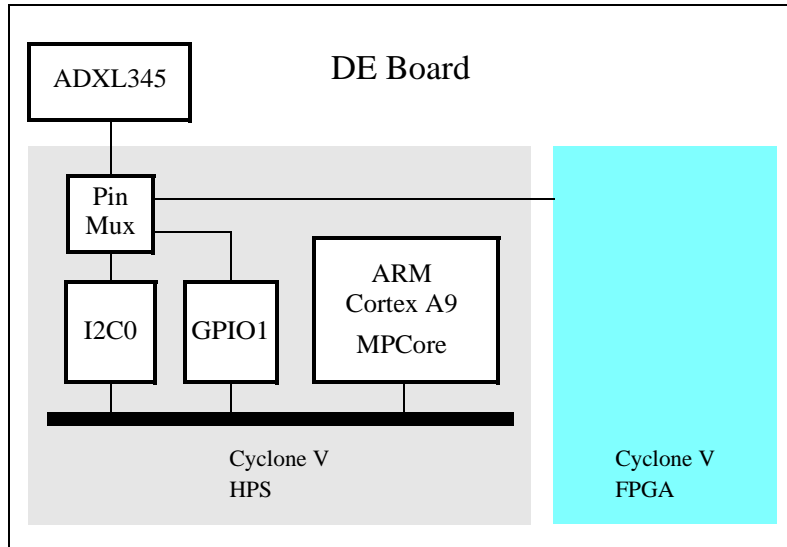 DE Board
ADXL345
Pin
Mux
I2C0
GPIO1
ARM
Cortex A9
MPCore
Cyclone V
HPS
Cyclone V
FPGA